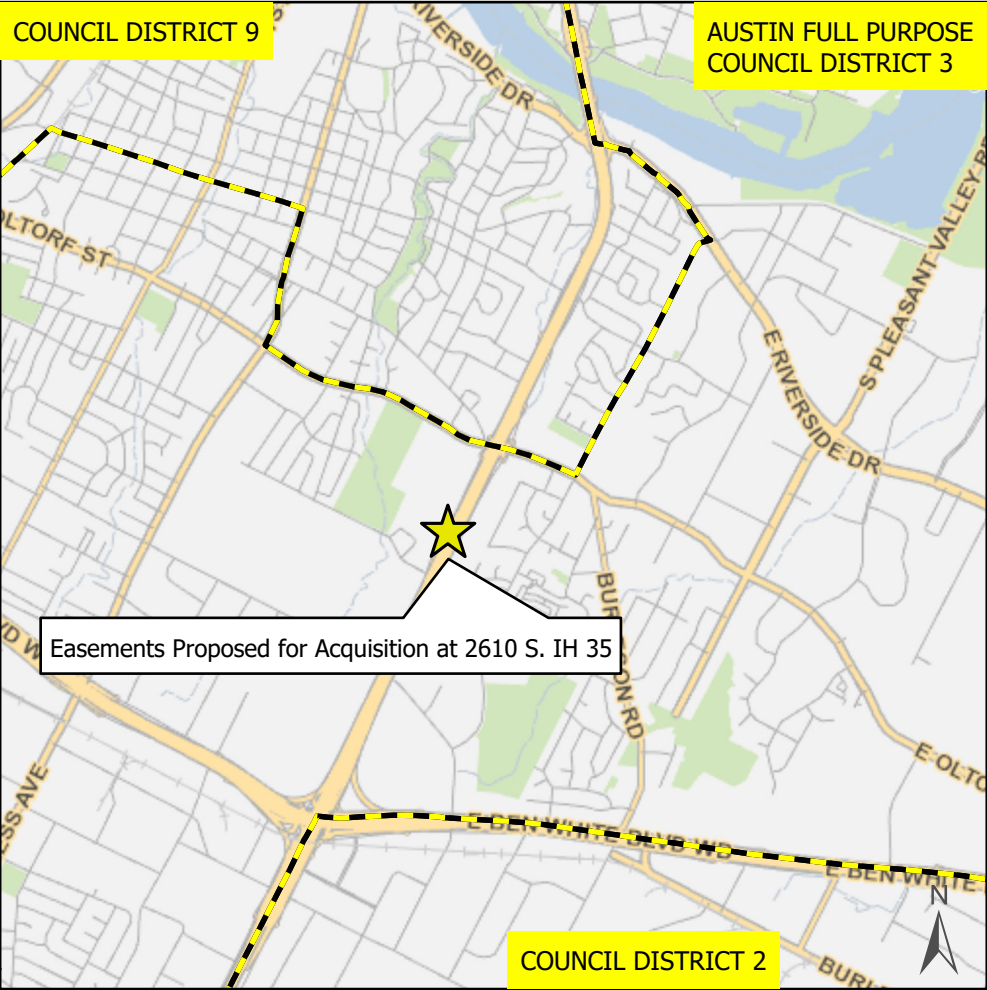 COUNCIL DISTRICT 9
AUSTIN FULL PURPOSE
COUNCIL DISTRICT 3
RIVERSIDE DR
S PLEASANT VALLEY R
OLTORF ST
E RIVERSIDE DR
Easements Proposed for Acquisition at 2610 S. IH 35
E OLTO
E BEN WHITE BLVD WB
E BEN WHITE
N
COUNCIL DISTRICT 2